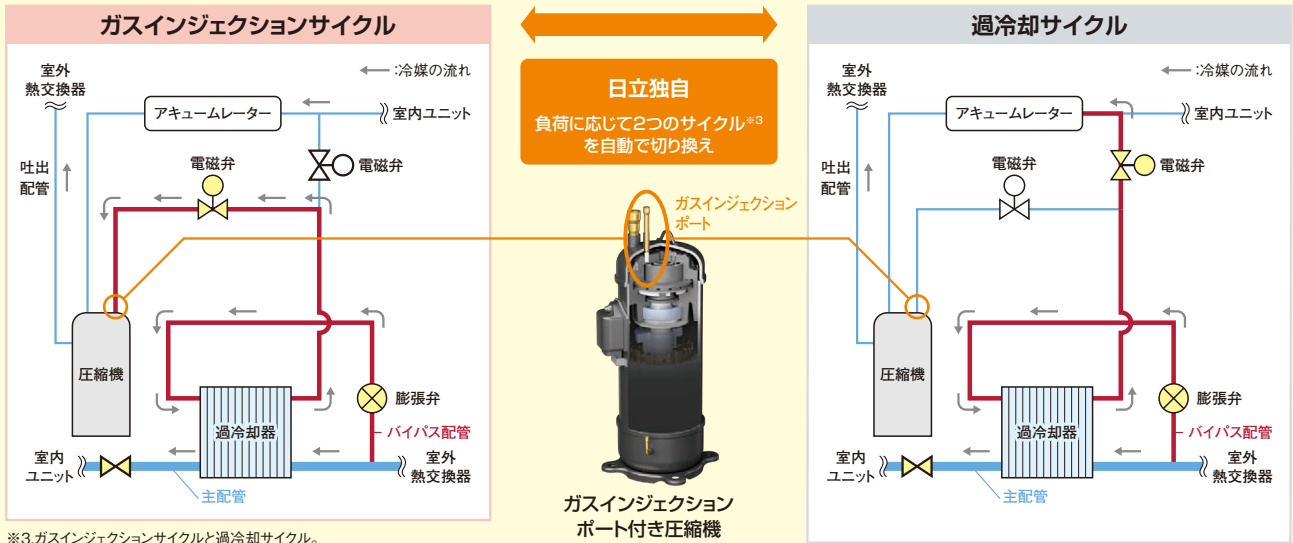 ガスインジェクションサイクル
室外
熱交換器
:冷媒の流れ
アキュームレーター
室内ユニット
吐出
配管
電磁弁
電磁弁
圧縮機
過冷却器
膨張弁
バイパス配管
室内
ユニット
主配管
室外
熱交換器
※3.ガスインジェクションサイクルと過冷却サイクル。
日立独自
負荷に応じて2つのサイクル※3
を自動で切り換え
ガスインジェクション
ポート
ガスインジェクション
ポート付き圧縮機
過冷却サイクル
室外
熱交換器
:冷媒の流れ
アキュームレーター
室内ユニット
吐出
配管
電磁弁
電磁弁
圧縮機
過冷却器
膨張弁
バイパス配管
室内
ユニット
主配管
室外
熱交換器